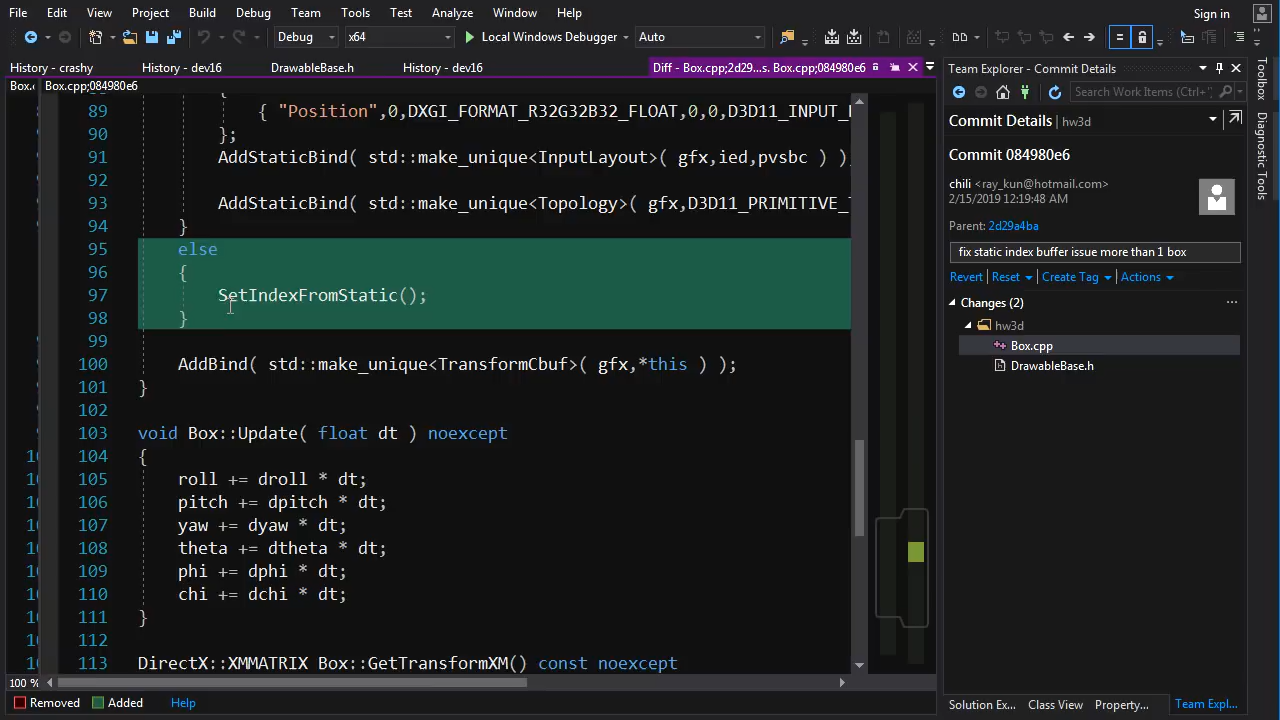 File Edit View Project Build Debug Team Tools Test Analyze Window Help Sign in
Debug x64 Local Windows Debugger Auto
History - crashy History - dev16 DrawableBase.h History - dev16 Diff - Box.cpp;2d29...s. Box.cpp;084980e6
Box.c Box.cpp;084980e6
89 { "Position",0,DXGI_FORMAT_R32G32B32_FLOAT,0,0,D3D11_INPUT_
90 };
91 AddStaticBind( std::make_unique<InputLayout>( gfx,ied,pvsbc ) );
92
93 AddStaticBind( std::make_unique<Topology>( gfx,D3D11_PRIMITIVE_
94 }
95 else
96 {
97 SetIndexFromStatic();
98 }
99
100 AddBind( std::make_unique<TransformCbuf>( gfx,*this ) );
101 }
102
103 void Box::Update( float dt ) noexcept
104 {
105 roll += droll * dt;
106 pitch += dpitch * dt;
107 yaw += dyaw * dt;
108 theta += dtheta * dt;
109 phi += dphi * dt;
110 chi += dchi * dt;
111 }
112
113 DirectX::XMMATRIX Box::GetTransformXM() const noexcept
100 %
Removed Added Help
Team Explorer - Commit Details
Search Work Items (Ctrl+'
Commit Details | hw3d
Commit 084980e6
chili <ray_kun@hotmail.com>
2/15/2019 12:19:48 AM
Parent: 2d29a4ba
fix static index buffer issue more than 1 box
Revert Reset Create Tag Actions
Changes (2) ...
hw3d
Box.cpp
DrawableBase.h
Solution Ex... Class View Property... Team Expl...
Toolbox
Diagnostic Tools